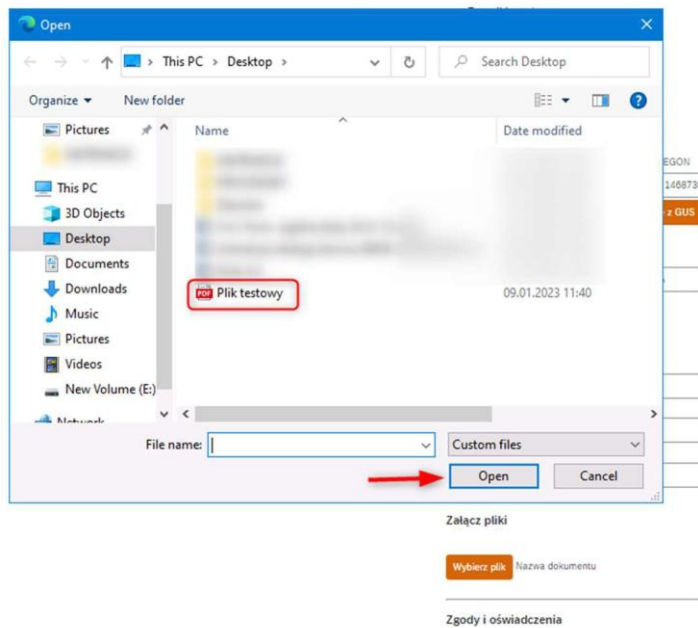 Open
This PC > Desktop >
Search Desktop
Organize
New folder
Pictures
Name
Date modified
This PC
3D Objects
Desktop
Documents
Downloads
Music
Pictures
Videos
New Volume (E:)
Network
PDF Plik testowy
09.01.2023 11:40
File name:
Custom files
Open
Cancel
EGON
146873
z GUS
Załącz pliki
Wybierz plik Nazwa dokumentu
Zgody i oświadczenia